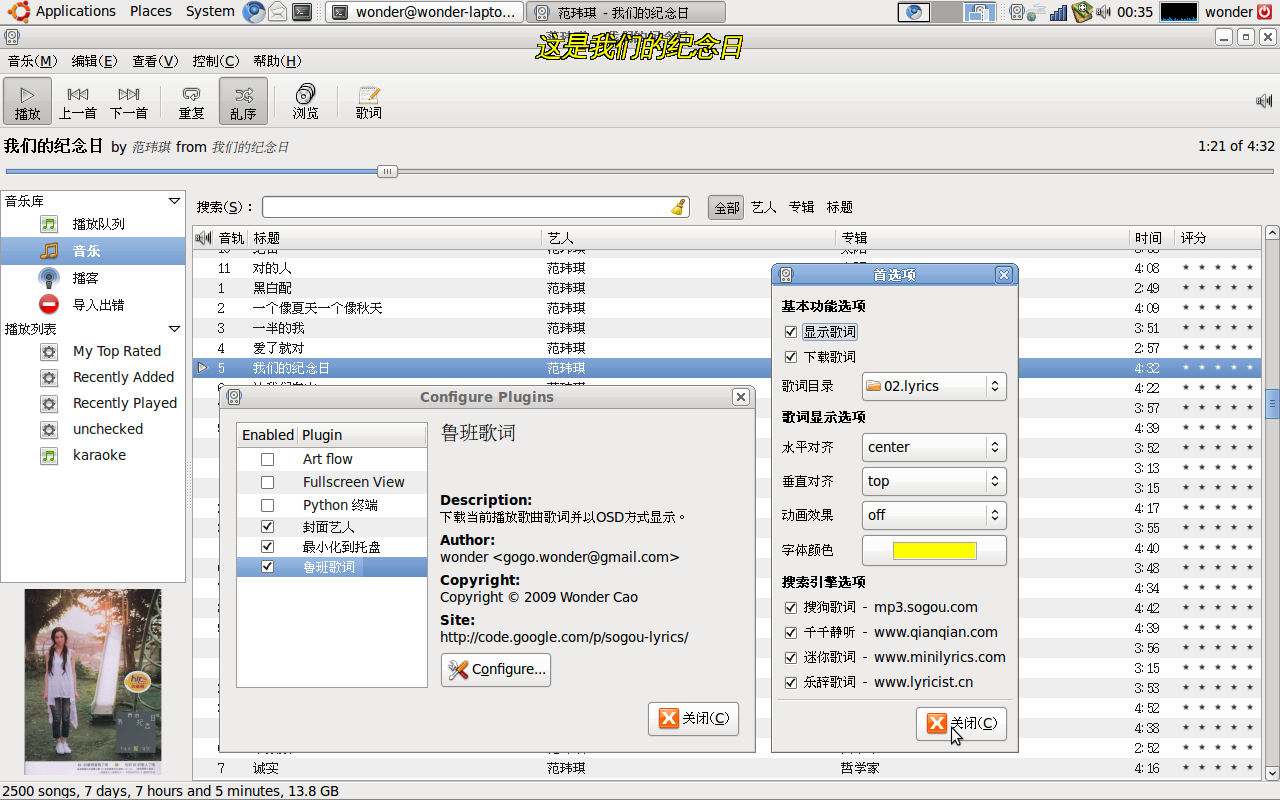 Applications Places System wonder@wonder-lapto... 范玮琪 - 我们的纪念日 00:35 wonder
这是我们的纪念日
音乐(M) 编辑(E) 查看(V) 控制(C) 帮助(H)
播放 上一首 下一首 重复 乱序 浏览 歌词
我们的纪念日 by 范玮琪 from 我们的纪念日 1:21 of 4:32
音乐库
播放队列
音乐
播客
导入出错
播放列表
My Top Rated
Recently Added
Recently Played
unchecked
karaoke
搜索(S): 全部 艺人 专辑 标题
音轨 标题 艺人 专辑 时间 评分
11 对的人 范玮琪 4:08
1 黑白配 范玮琪 2:49
2 一个像夏天一个像秋天 范玮琪 4:09
3 一半的我 范玮琪 3:51
4 爱了就对 范玮琪 2:57
5 我们的纪念日 范玮琪 4:32
4:22
3:57
4:39
3:52
3:13
3:15
4:17
3:55
4:40
3:43
4:34
4:42
4:39
3:56
3:15
3:53
4:52
4:38
2:52
7 诚实 范玮琪 哲学家 4:16
Configure Plugins
Enabled Plugin
Art flow
Fullscreen View
Python 终端
封面艺人
最小化到托盘
鲁班歌词
鲁班歌词
Description:
下载当前播放歌曲歌词并以OSD方式显示。
Author:
wonder <gogo.wonder@gmail.com>
Copyright:
Copyright © 2009 Wonder Cao
Site:
http://code.google.com/p/sogou-lyrics/
Configure...
关闭(C)
首选项
基本功能选项
显示歌词
下载歌词
歌词目录 02.lyrics
歌词显示选项
水平对齐 center
垂直对齐 top
动画效果 off
字体颜色
搜索引擎选项
搜狗歌词 - mp3.sogou.com
千千静听 - www.qianqian.com
迷你歌词 - www.minilyrics.com
乐辞歌词 - www.lyricist.cn
关闭(C)
2500 songs, 7 days, 7 hours and 5 minutes, 13.8 GB